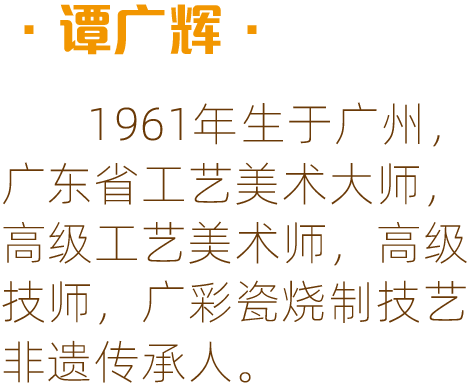 ·谭广辉·
1961年生于广州，
广东省工艺美术大师，
高级工艺美术师，高级
技师，广彩瓷烧制技艺
非遗传承人。